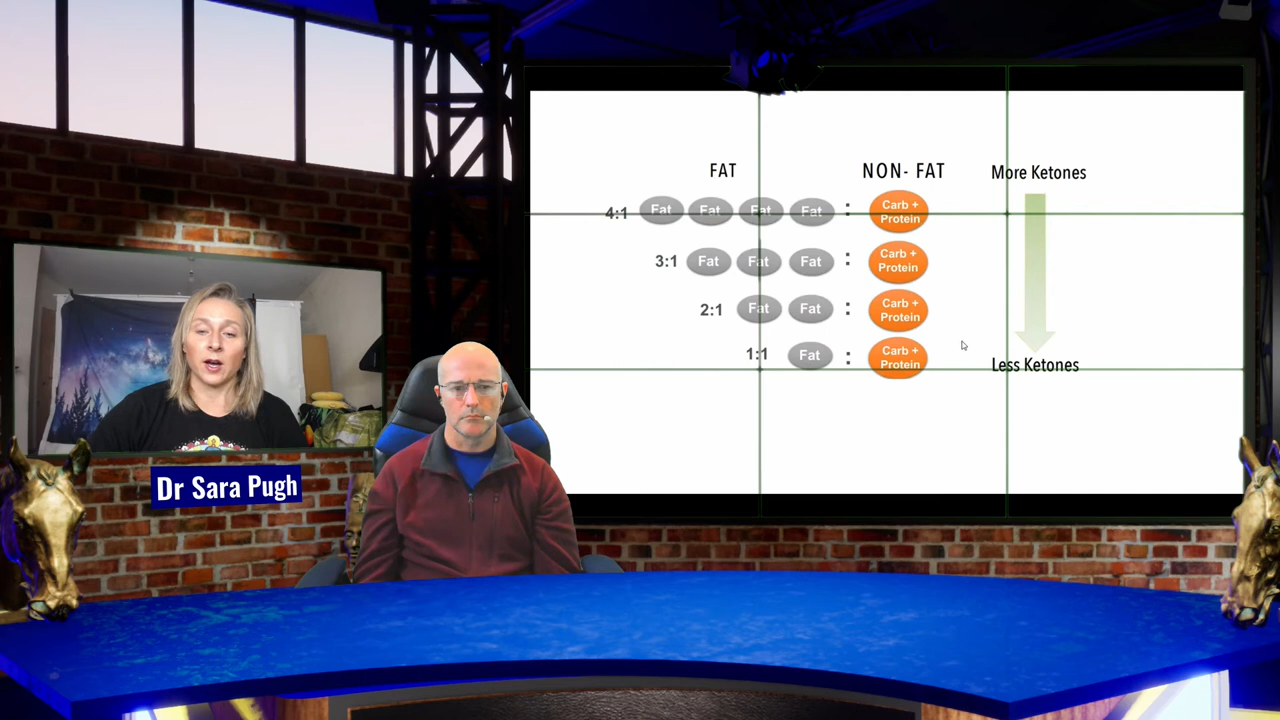 FAT NON- FAT More Ketones
4:1 Fat Fat Fat Fat : Carb + Protein
3:1 Fat Fat Fat : Carb + Protein
2:1 Fat Fat : Carb + Protein
1:1 Fat : Carb + Protein
Less Ketones
Dr Sara Pugh